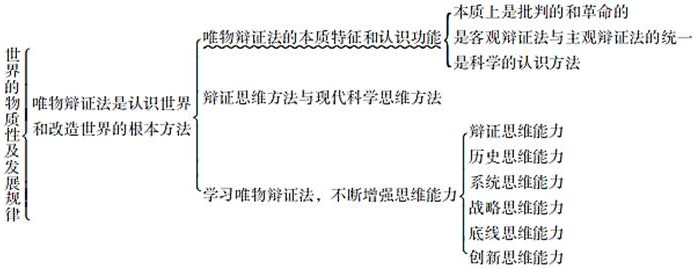 世界的物质性及发展规律
唯物辩证法是认识世界
和改造世界的根本方法
唯物辩证法的本质特征和认识功能
本质上是批判的和革命的
是客观辩证法与主观辩证法的统一
是科学的认识方法
辩证思维方法与现代科学思维方法
学习唯物辩证法，不断增强思维能力
辩证思维能力
历史思维能力
系统思维能力
战略思维能力
底线思维能力
创新思维能力